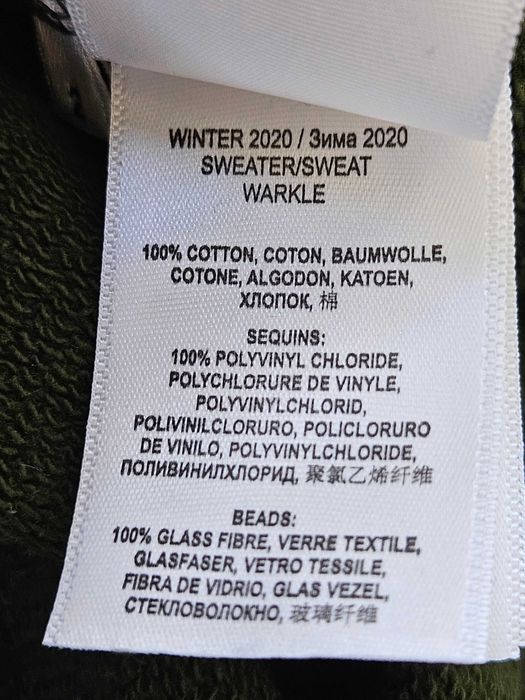 WINTER 2020 / Зима 2020
SWEATER/SWEAT
WARKLE
100% COTTON, COTON, BAUMWOLLE,
COTONE, ALGODON, KATOEN,
ХЛОПОК, 棉
SEQUINS:
100% POLYVINYL CHLORIDE,
POLYCHLORURE DE VINYLE,
POLYVINYLCHLORID,
POLIVINILCLORURO, POLICLORURO
DE VINILO, POLYVINYLCHLORIDE,
ПОЛИВИНИЛХЛОРИД, 聚氯乙烯纤维
BEADS:
100% GLASS FIBRE, VERRE TEXTILE,
GLASFASER, VETRO TESSILE,
FIBRA DE VIDRIO, GLAS VEZEL,
СТЕКЛОВОЛОКНО, 玻璃纤维